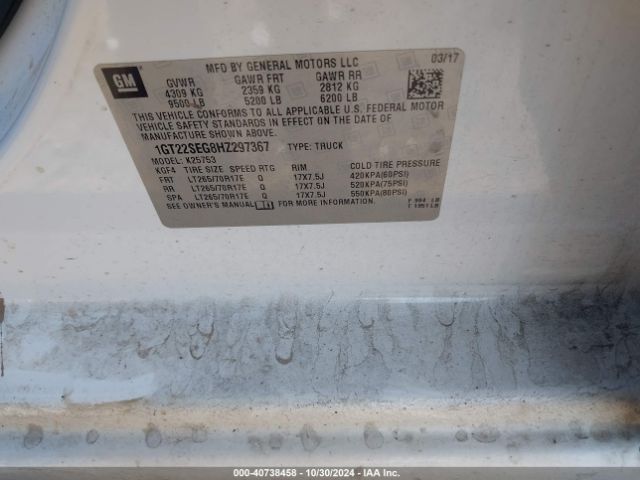 GM
MFD BY GENERAL MOTORS LLC 03/17
GVWR GAWR FRT GAWR RR
4309 KG 2359 KG 2812 KG
9500 LB 5200 LB 6200 LB
THIS VEHICLE CONFORMS TO ALL APPLICABLE U.S. FEDERAL MOTOR
VEHICLE SAFETY STANDARDS IN EFFECT ON THE DATE OF
MANUFACTURE SHOWN ABOVE.
1GT22SEG8HZ297367 TYPE: TRUCK
MODEL: K25753
KGF4 TIRE SIZE SPEED RTG RIM COLD TIRE PRESSURE
FRT LT265/70R17E Q 17X7.5J 420KPA(60PSI)
RR LT265/70R17E Q 17X7.5J 520KPA(75PSI)
SPA LT265/70R17E Q 17X7.5J 550KPA(80PSI)
SEE OWNER'S MANUAL FOR MORE INFORMATION.
000-40738458 - 10/30/2024 - IAA Inc.